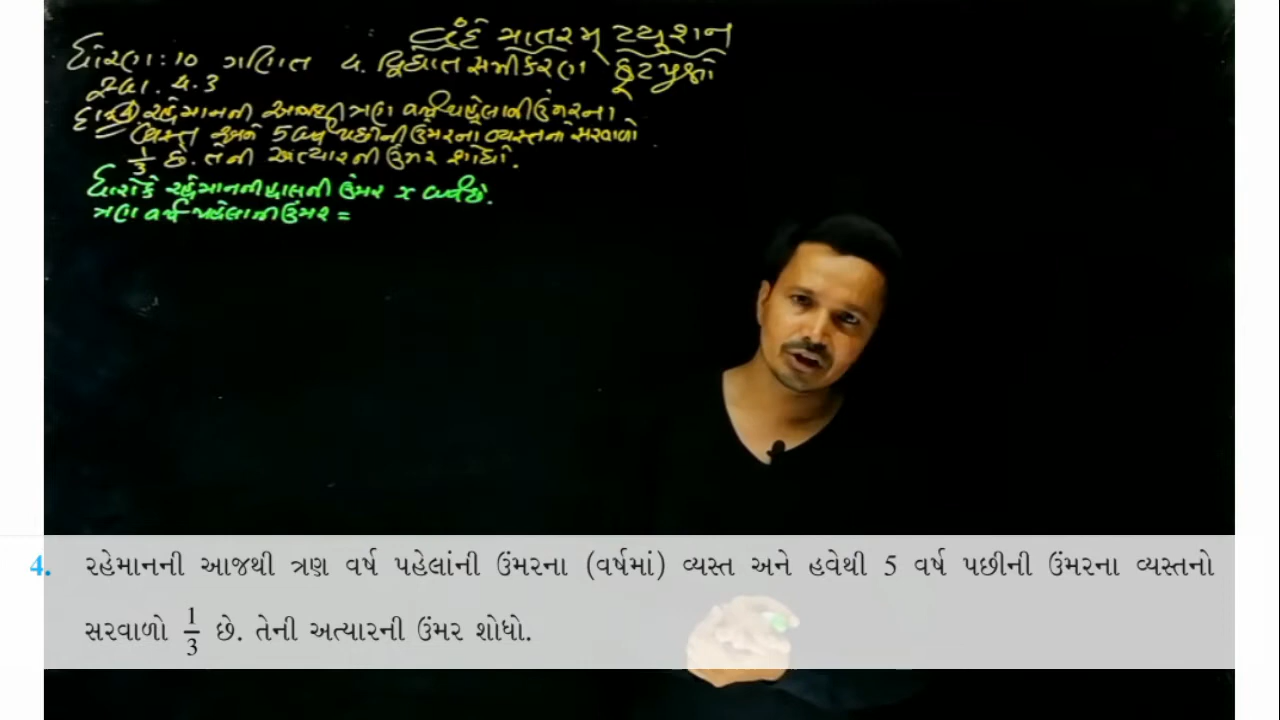 વંદે માતરમ્ ટ્યુશન
ધોરણ : 10 ગણિત 4. દ્વિઘાત સમીકરણ કૂટપ્રશ્નો
સ્વા. 4.3
દા.4) રહેમાનની આજથી ત્રણ વર્ષ પહેલાની ઉંમરના
વ્યસ્ત અને 5 વર્ષ પછીની ઉંમરના વ્યસ્તનો સરવાળો
1/3 છે. તેની અત્યારની ઉંમર શોધો.
ધારોકે રહેમાનની હાલની ઉંમર x વર્ષ છે.
ત્રણ વર્ષ પહેલાની ઉંમર =
4. રહેમાનની આજથી ત્રણ વર્ષ પહેલાંની ઉંમરના (વર્ષમાં) વ્યસ્ત અને હવેથી 5 વર્ષ પછીની ઉંમરના વ્યસ્તનો
સરવાળો 1/3 છે. તેની અત્યારની ઉંમર શોધો.